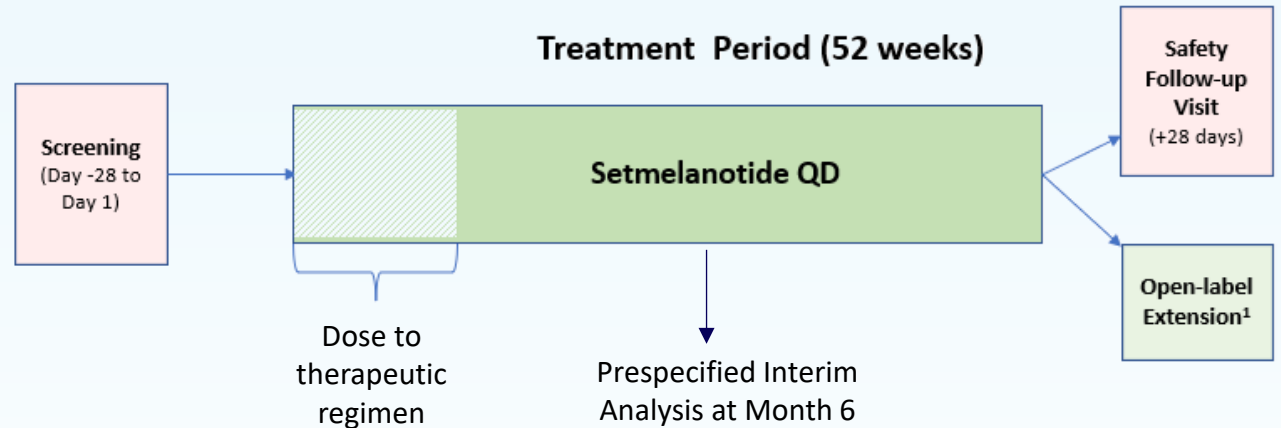 Treatment Period (52 weeks)
Screening
(Day -28 to
Day 1)
Setmelanotide QD
Safety
Follow-up
Visit
(+28 days)
Open-label
Extension¹
Dose to
therapeutic
regimen
Prespecified Interim
Analysis at Month 6